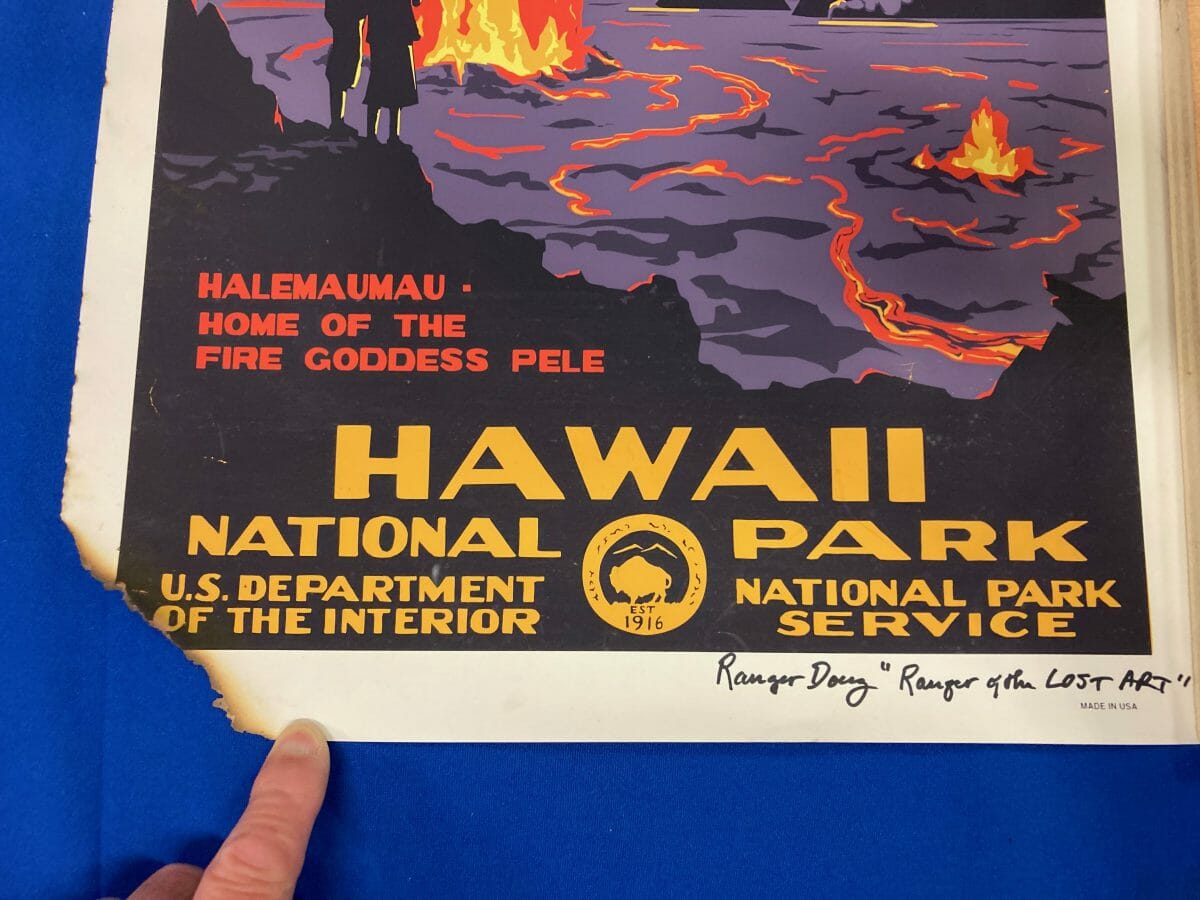 HALEMAUMAU ·
HOME OF THE
FIRE GODDESS PELE
HAWAII
NATIONAL PARK
U.S. DEPARTMENT
OF THE INTERIOR
EST
1916
NATIONAL PARK
SERVICE
Ranger Doug "Ranger of the LOST ART"
MADE IN USA